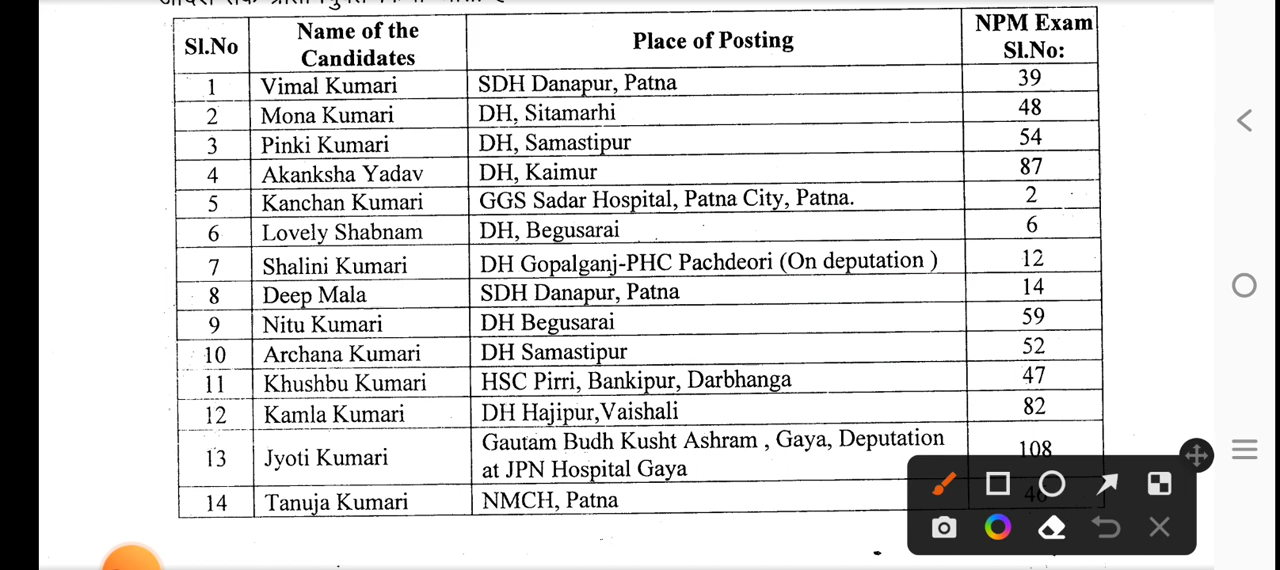 Sl.No Name of the Candidates Place of Posting NPM Exam Sl.No:
1 Vimal Kumari SDH Danapur, Patna 39
2 Mona Kumari DH, Sitamarhi 48
3 Pinki Kumari DH, Samastipur 54
4 Akanksha Yadav DH, Kaimur 87
5 Kanchan Kumari GGS Sadar Hospital, Patna City, Patna. 2
6 Lovely Shabnam DH, Begusarai 6
7 Shalini Kumari DH Gopalganj-PHC Pachdeori (On deputation ) 12
8 Deep Mala SDH Danapur, Patna 14
9 Nitu Kumari DH Begusarai 59
10 Archana Kumari DH Samastipur 52
11 Khushbu Kumari HSC Pirri, Bankipur, Darbhanga 47
12 Kamla Kumari DH Hajipur,Vaishali 82
13 Jyoti Kumari Gautam Budh Kusht Ashram , Gaya, Deputation at JPN Hospital Gaya 108
14 Tanuja Kumari NMCH, Patna